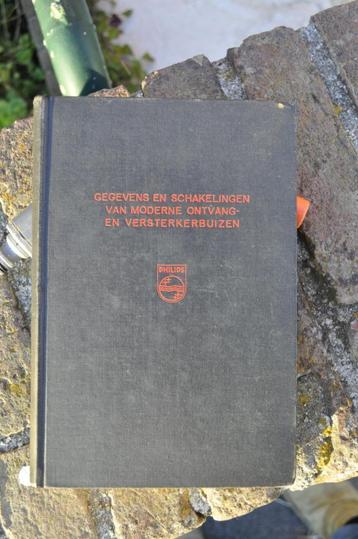 GEGEVENS EN SCHAKELINGEN
VAN MODERNE ONTVANG-
EN VERSTERKERBUIZEN
PHILIPS